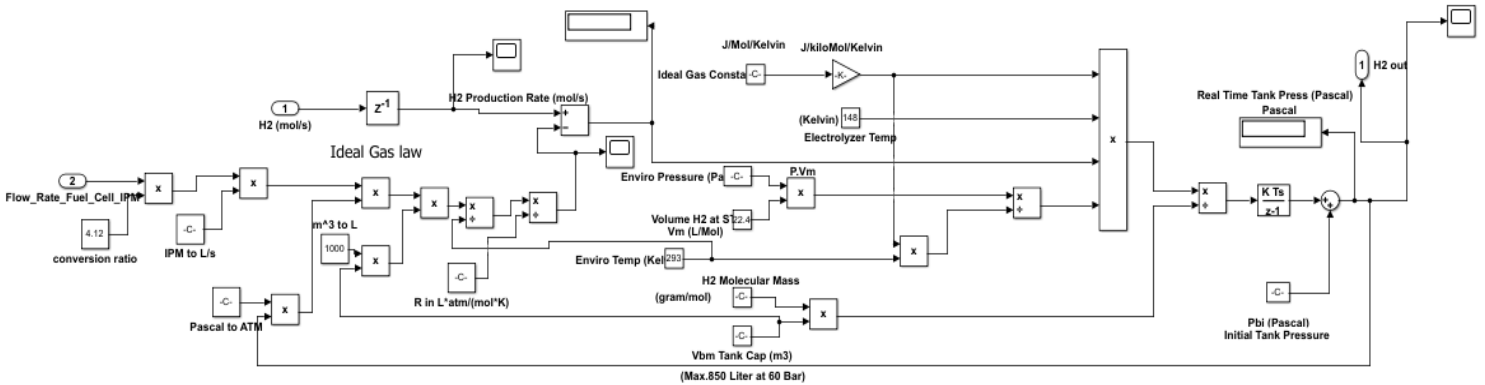 J/Mol/Kelvin
J/kiloMol/Kelvin
Ideal Gas Consta
-C-
-K-
1
H2 out
H2 Production Rate (mol/s)
+
−
1
H2 (mol/s)
z-1
Real Time Tank Press (Pascal)
Pascal
(Kelvin)
148
Electrolyzer Temp
x
Ideal Gas law
2
Flow_Rate_Fuel_Cell_lPM
x
x
x
x
x
÷
x
÷
4.12
conversion ratio
-C-
lPM to L/s
m^3 to L
1000
x
-C-
R in L*atm/(mol*K)
Enviro Pressure (Pa
-C-
P.Vm
x
Volume H2 at ST
22.4
Vm (L/Mol)
Enviro Temp (Kel
293
x
x
÷
x
÷
K Ts
z-1
+
+
-C-
Pascal to ATM
x
H2 Molecular Mass
(gram/mol)
-C-
x
-C-
Vbm Tank Cap (m3)
(Max.850 Liter at 60 Bar)
-C-
Pbi (Pascal)
Initial Tank Pressure